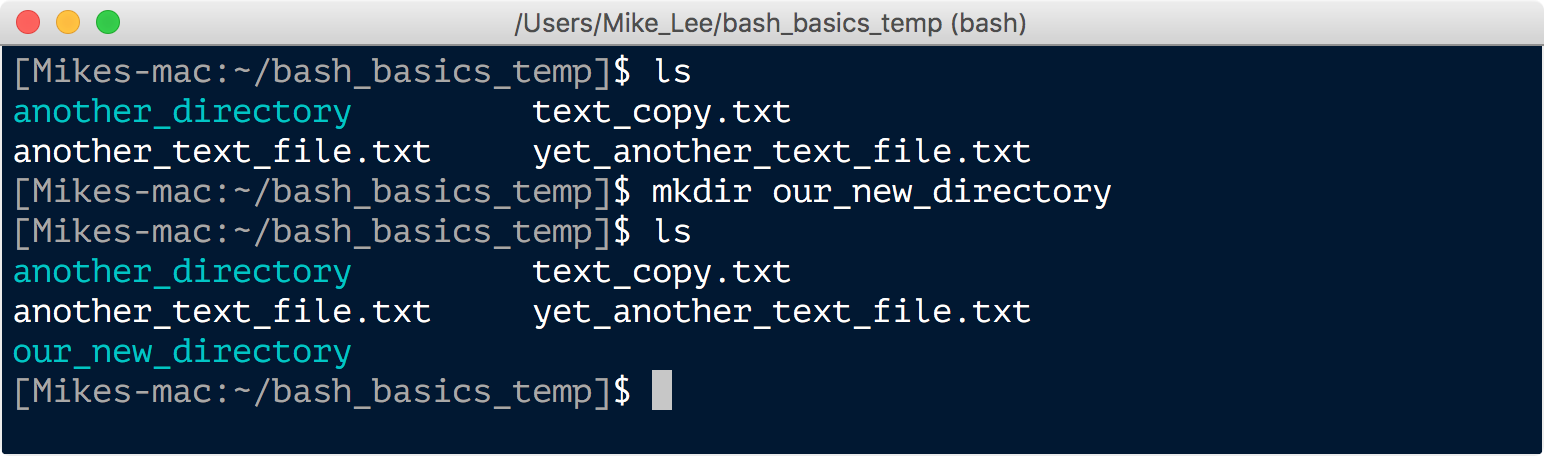 /Users/Mike_Lee/bash_basics_temp (bash)
[Mikes-mac:~/bash_basics_temp]$ ls
another_directory         text_copy.txt
another_text_file.txt     yet_another_text_file.txt
[Mikes-mac:~/bash_basics_temp]$ mkdir our_new_directory
[Mikes-mac:~/bash_basics_temp]$ ls
another_directory         text_copy.txt
another_text_file.txt     yet_another_text_file.txt
our_new_directory
[Mikes-mac:~/bash_basics_temp]$